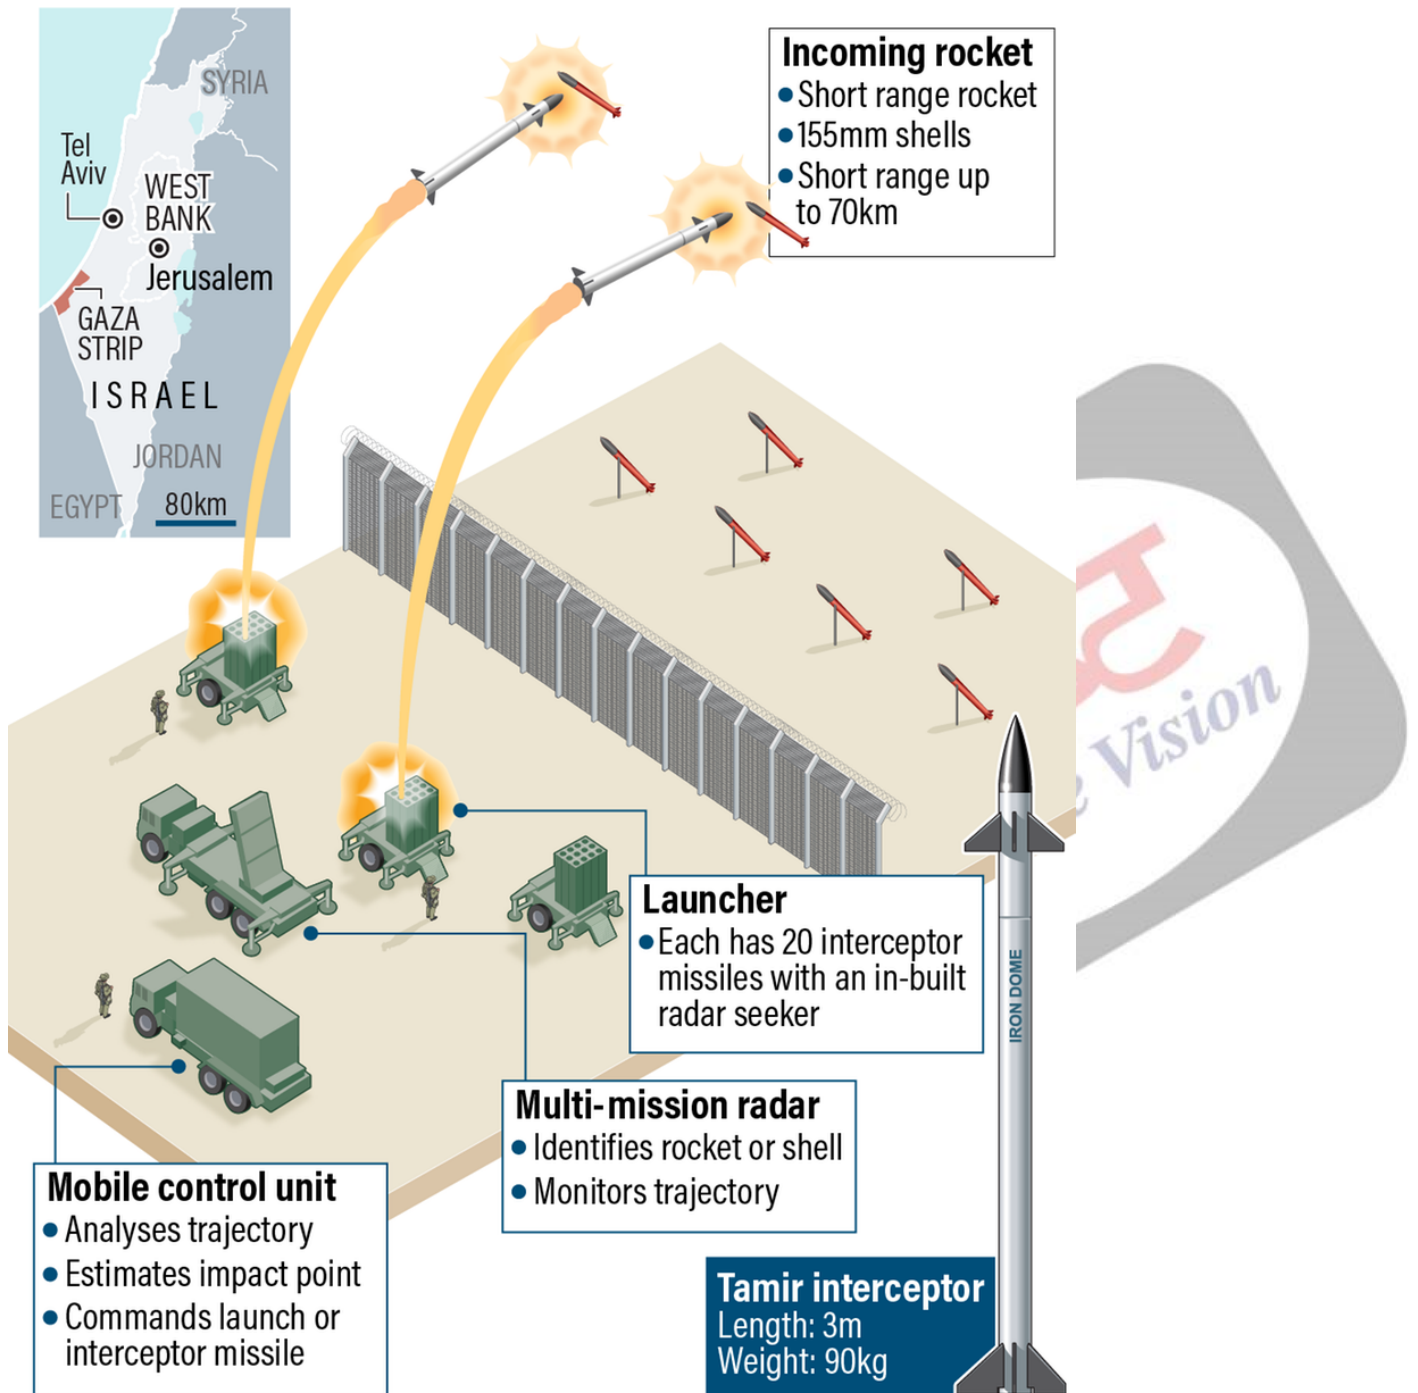 SYRIA
Tel
Aviv
WEST
BANK
Jerusalem
GAZA
STRIP
ISRAEL
JORDAN
EGYPT
80km
Incoming rocket
• Short range rocket
• 155mm shells
• Short range up
to 70km
Launcher
• Each has 20 interceptor
missiles with an in-built
radar seeker
Multi-mission radar
• Identifies rocket or shell
• Monitors trajectory
Mobile control unit
• Analyses trajectory
• Estimates impact point
• Commands launch or
interceptor missile
IRON DOME
Tamir interceptor
Length: 3m
Weight: 90kg
Vision